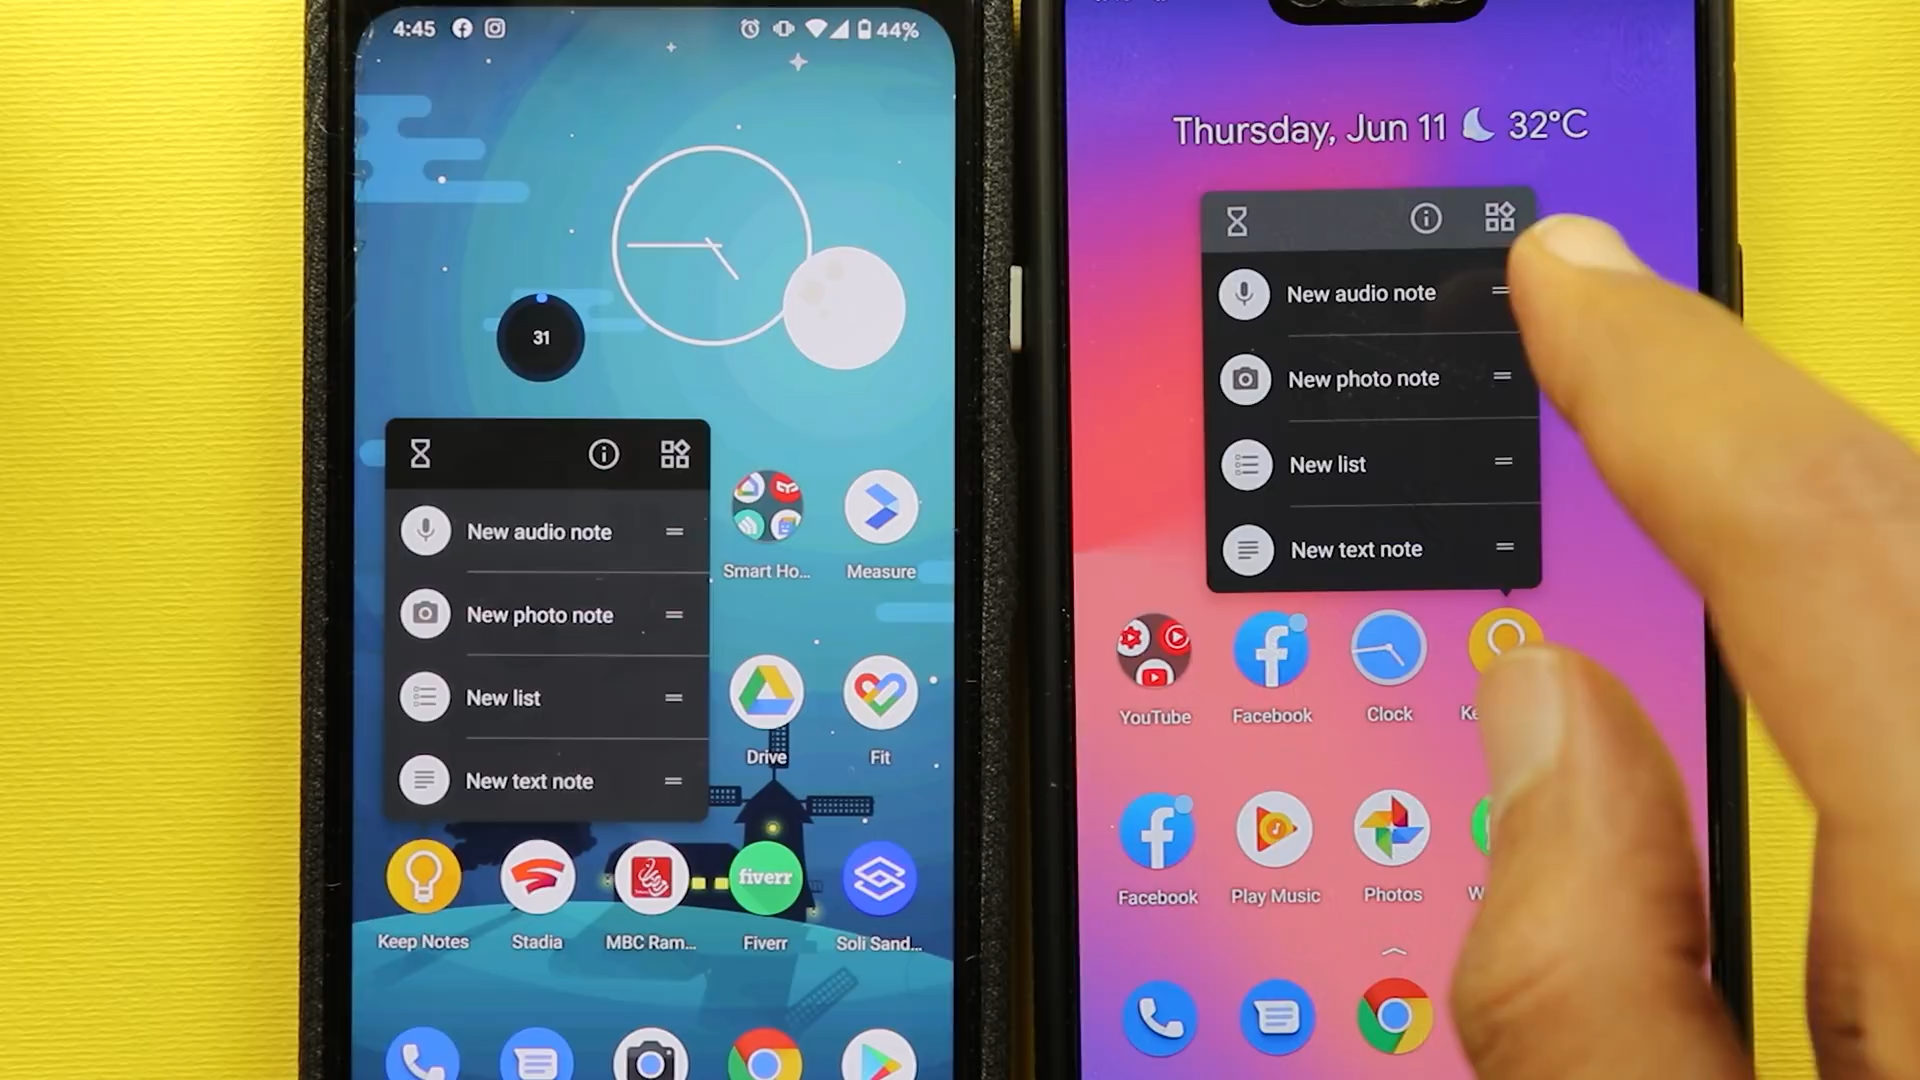 4:45
44%
31
New audio note
New photo note
New list
New text note
Smart Ho...
Measure
Drive
Fit
fiverr
Keep Notes
Stadia
MBC Ram...
Fiverr
Soli Sand...
Thursday, Jun 11
32°C
New audio note
New photo note
New list
New text note
YouTube
Facebook
Clock
Facebook
Play Music
Photos